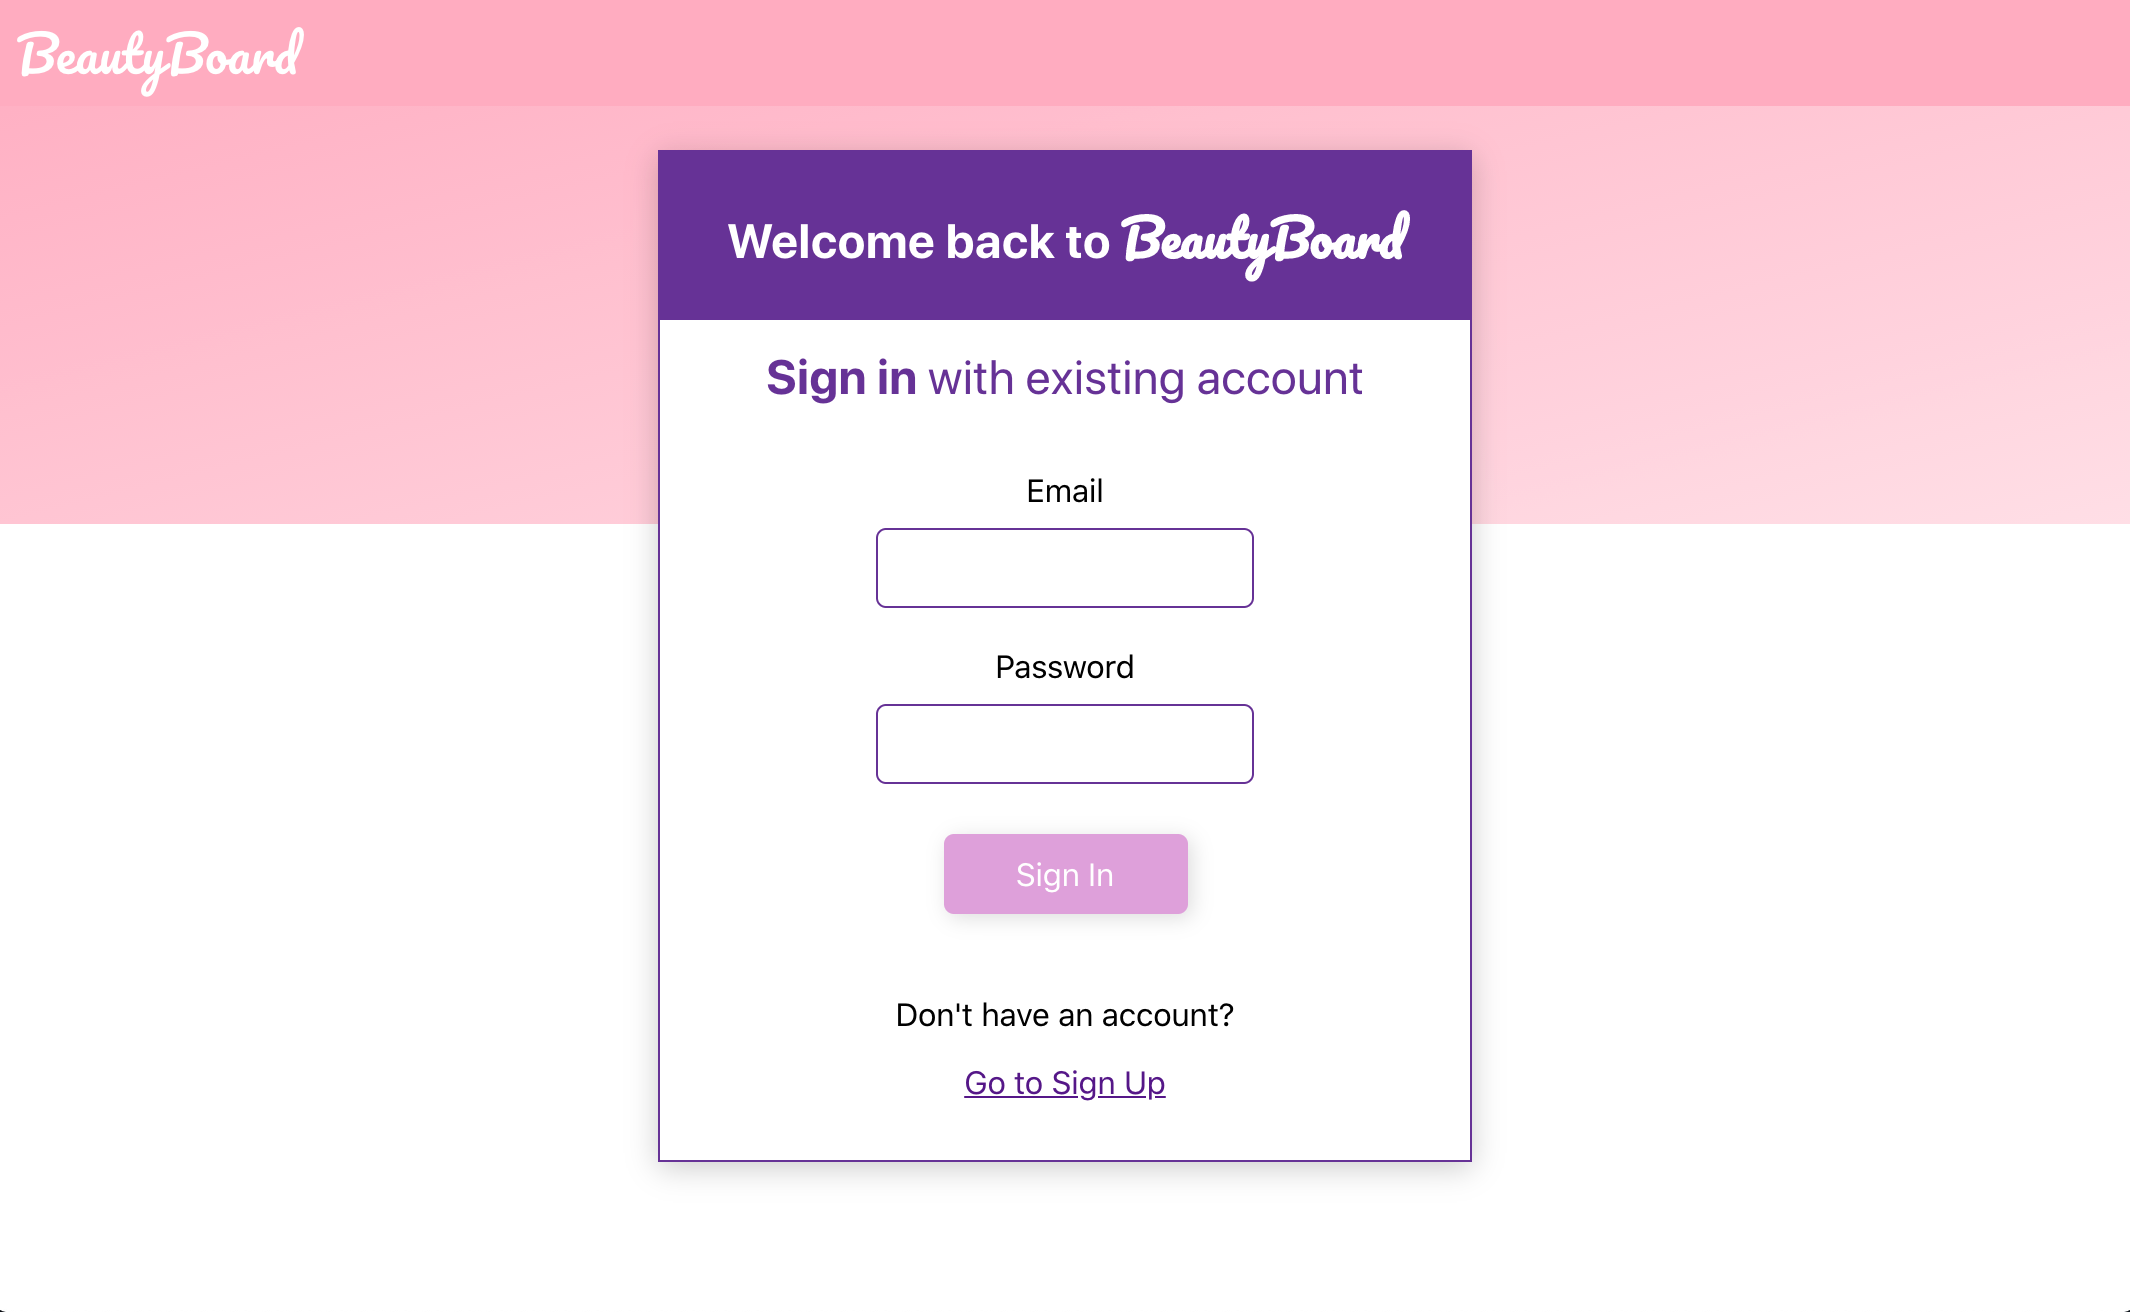 BeautyBoard
Welcome back to BeautyBoard
Sign in with existing account
Email
Password
Sign In
Don't have an account?
Go to Sign Up